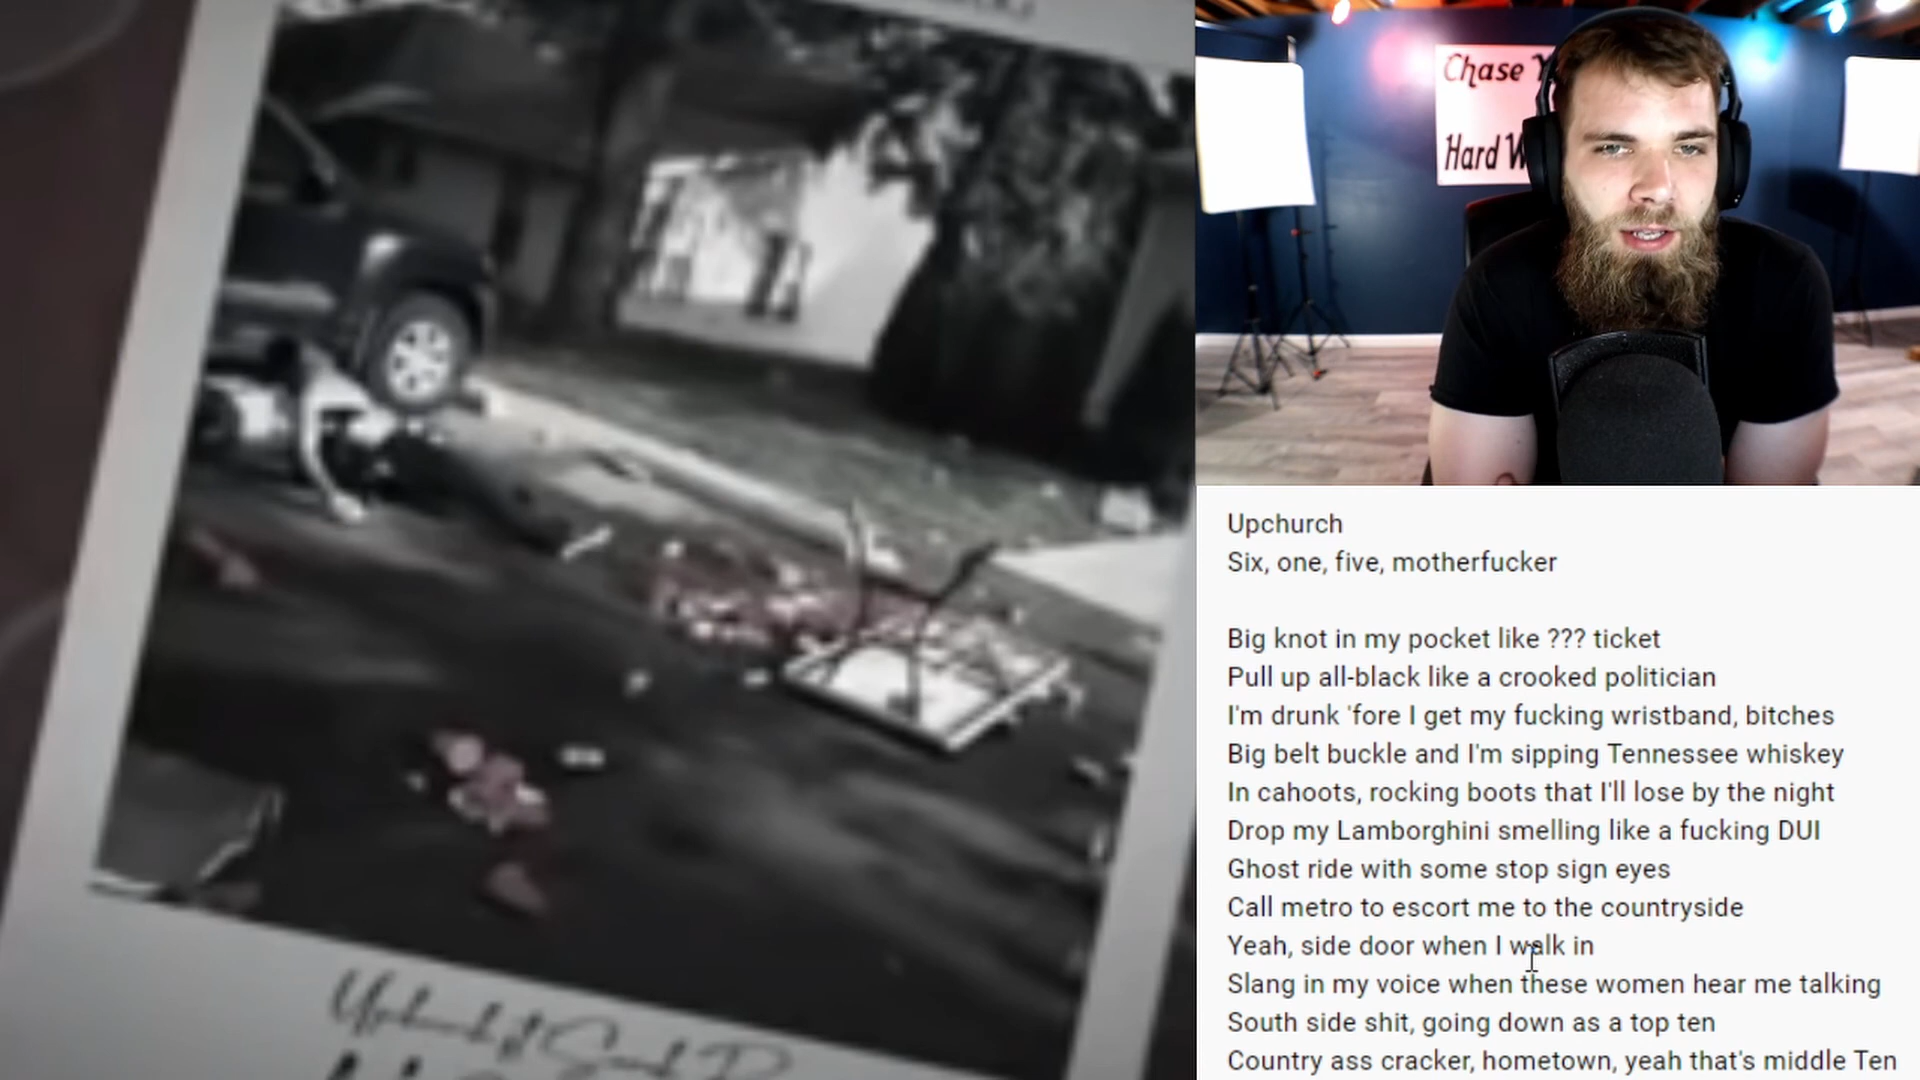 Chase
Hard W
Upchurch
Six, one, five, motherfucker
Big knot in my pocket like ??? ticket
Pull up all-black like a crooked politician
I'm drunk 'fore I get my fucking wristband, bitches
Big belt buckle and I'm sipping Tennessee whiskey
In cahoots, rocking boots that I'll lose by the night
Drop my Lamborghini smelling like a fucking DUI
Ghost ride with some stop sign eyes
Call metro to escort me to the countryside
Yeah, side door when I walk in
Slang in my voice when these women hear me talking
South side shit, going down as a top ten
Country ass cracker, hometown, yeah that's middle Ten